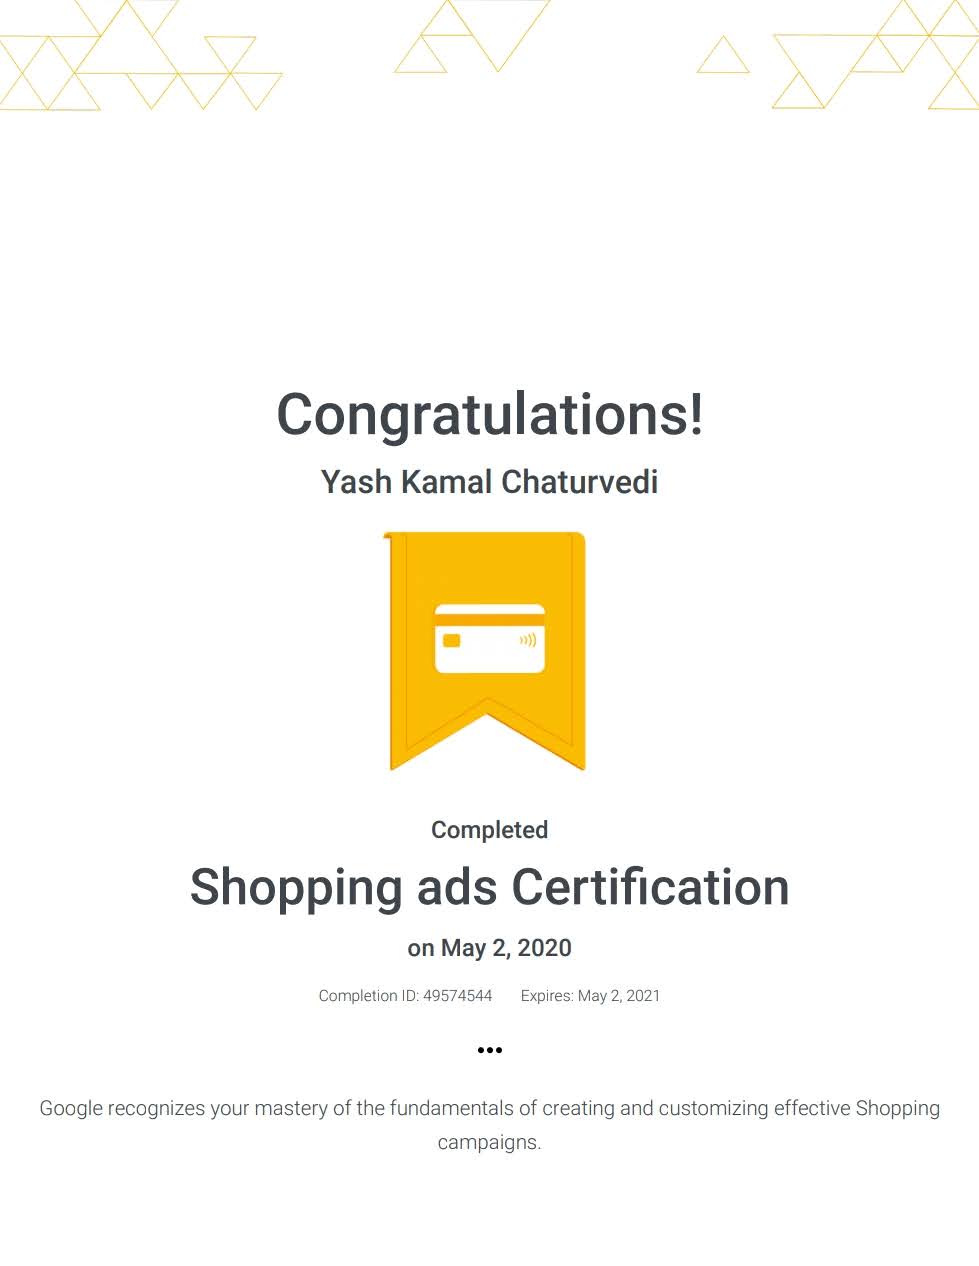 Congratulations!
Yash Kamal Chaturvedi
Completed
Shopping ads Certification
on May 2, 2020
Completion ID: 49574544 Expires: May 2, 2021
•••
Google recognizes your mastery of the fundamentals of creating and customizing effective Shopping
campaigns.